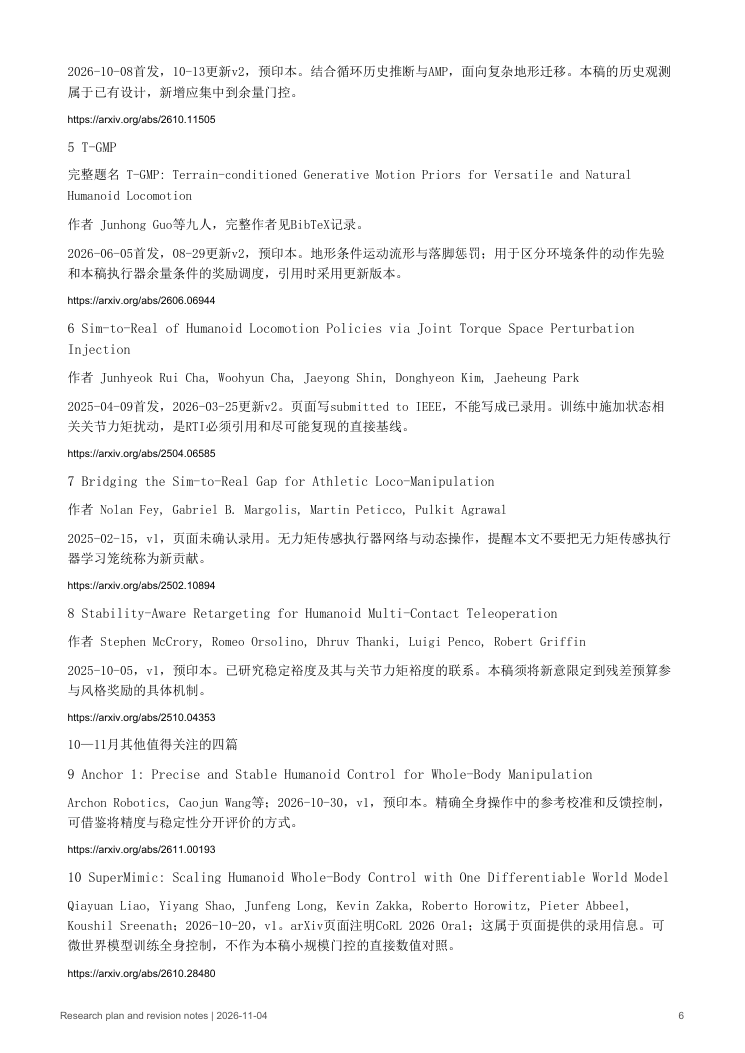 2026-10-08首发，10-13更新v2，预印本。结合循环历史推断与AMP，面向复杂地形迁移。本稿的历史观测
属于已有设计，新增应集中到余量门控。
https://arxiv.org/abs/2610.11505
5 T-GMP
完整题名 T-GMP: Terrain-conditioned Generative Motion Priors for Versatile and Natural
Humanoid Locomotion
作者 Junhong Guo等九人，完整作者见BibTeX记录。
2026-06-05首发，08-29更新v2，预印本。地形条件运动流形与落脚惩罚；用于区分环境条件的动作先验
和本稿执行器余量条件的奖励调度，引用时采用更新版本。
https://arxiv.org/abs/2606.06944
6 Sim-to-Real of Humanoid Locomotion Policies via Joint Torque Space Perturbation
Injection
作者 Junhyeok Rui Cha, Woohyun Cha, Jaeyong Shin, Donghyeon Kim, Jaeheung Park
2025-04-09首发，2026-03-25更新v2。页面写submitted to IEEE，不能写成已录用。训练中施加状态相
关关节力矩扰动，是RTI必须引用和尽可能复现的直接基线。
https://arxiv.org/abs/2504.06585
7 Bridging the Sim-to-Real Gap for Athletic Loco-Manipulation
作者 Nolan Fey, Gabriel B. Margolis, Martin Peticco, Pulkit Agrawal
2025-02-15，v1，页面未确认录用。无力矩传感执行器网络与动态操作，提醒本文不要把无力矩传感执行
器学习笼统称为新贡献。
https://arxiv.org/abs/2502.10894
8 Stability-Aware Retargeting for Humanoid Multi-Contact Teleoperation
作者 Stephen McCrory, Romeo Orsolino, Dhruv Thanki, Luigi Penco, Robert Griffin
2025-10-05，v1，预印本。已研究稳定裕度及其与关节力矩裕度的联系。本稿须将新意限定到残差预算参
与风格奖励的具体机制。
https://arxiv.org/abs/2510.04353
10—11月其他值得关注的四篇
9 Anchor 1: Precise and Stable Humanoid Control for Whole-Body Manipulation
Archon Robotics, Caojun Wang等；2026-10-30，v1，预印本。精确全身操作中的参考校准和反馈控制，
可借鉴将精度与稳定性分开评价的方式。
https://arxiv.org/abs/2611.00193
10 SuperMimic: Scaling Humanoid Whole-Body Control with One Differentiable World Model
Qiayuan Liao, Yiyang Shao, Junfeng Long, Kevin Zakka, Roberto Horowitz, Pieter Abbeel,
Koushil Sreenath；2026-10-20，v1。arXiv页面注明CoRL 2026 Oral；这属于页面提供的录用信息。可
微世界模型训练全身控制，不作为本稿小规模门控的直接数值对照。
https://arxiv.org/abs/2610.28480
Research plan and revision notes | 2026-11-04
6